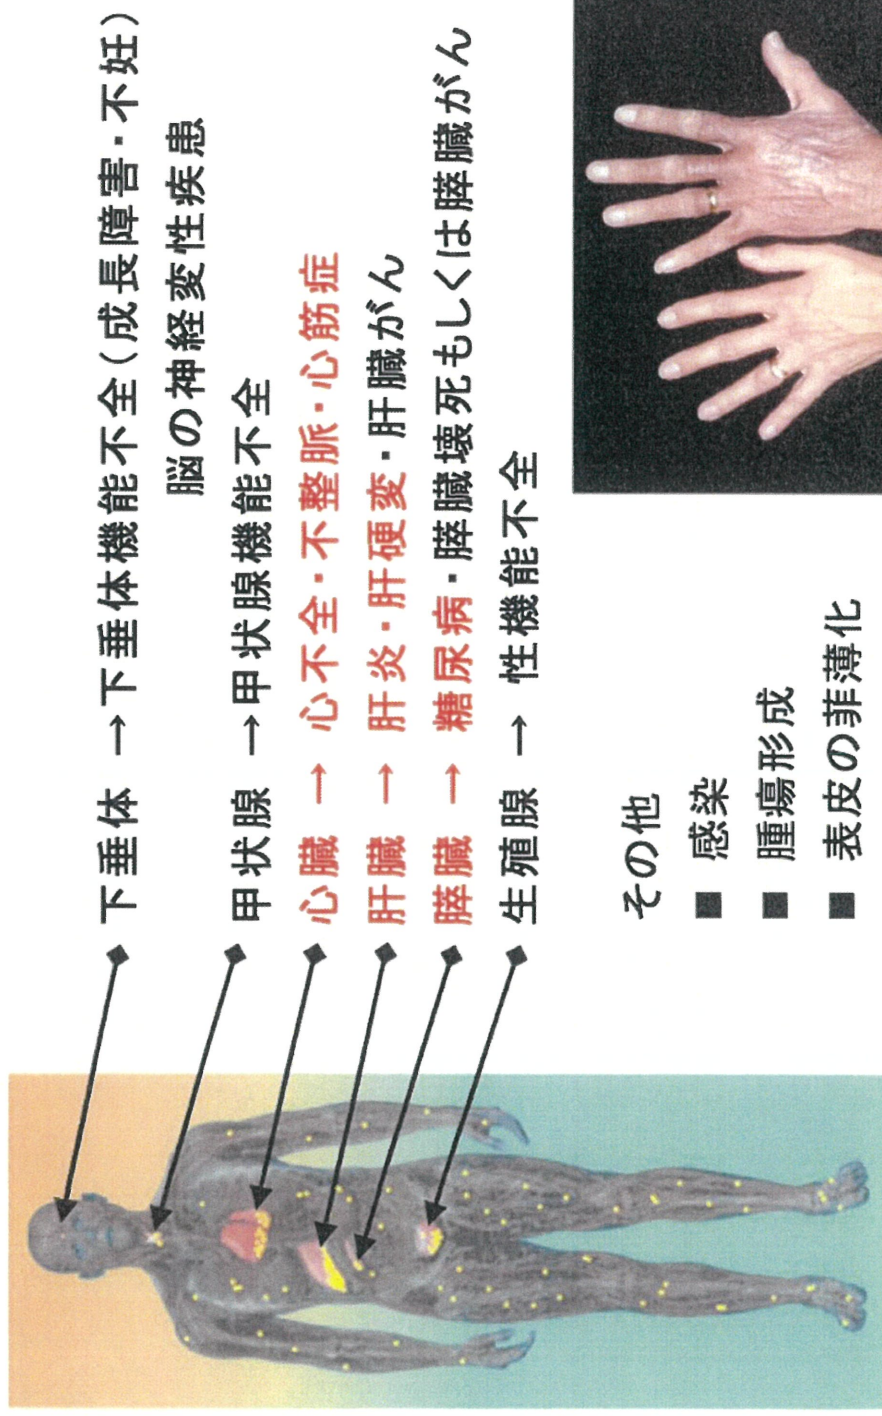 下垂体 →下垂体機能不全(成長障害・不妊)
脳の神経変性疾患
甲状腺 →甲状腺機能不全
心臓 → 心不全・不整脈・心筋症
肝臓 → 肝炎・肝硬変・肝臓がん
膵臓 → 糖尿病・膵臓壊死もしくは膵臓がん
生殖腺 → 性機能不全
その他
■ 感染
■ 腫瘍形成
■ 表皮の菲薄化